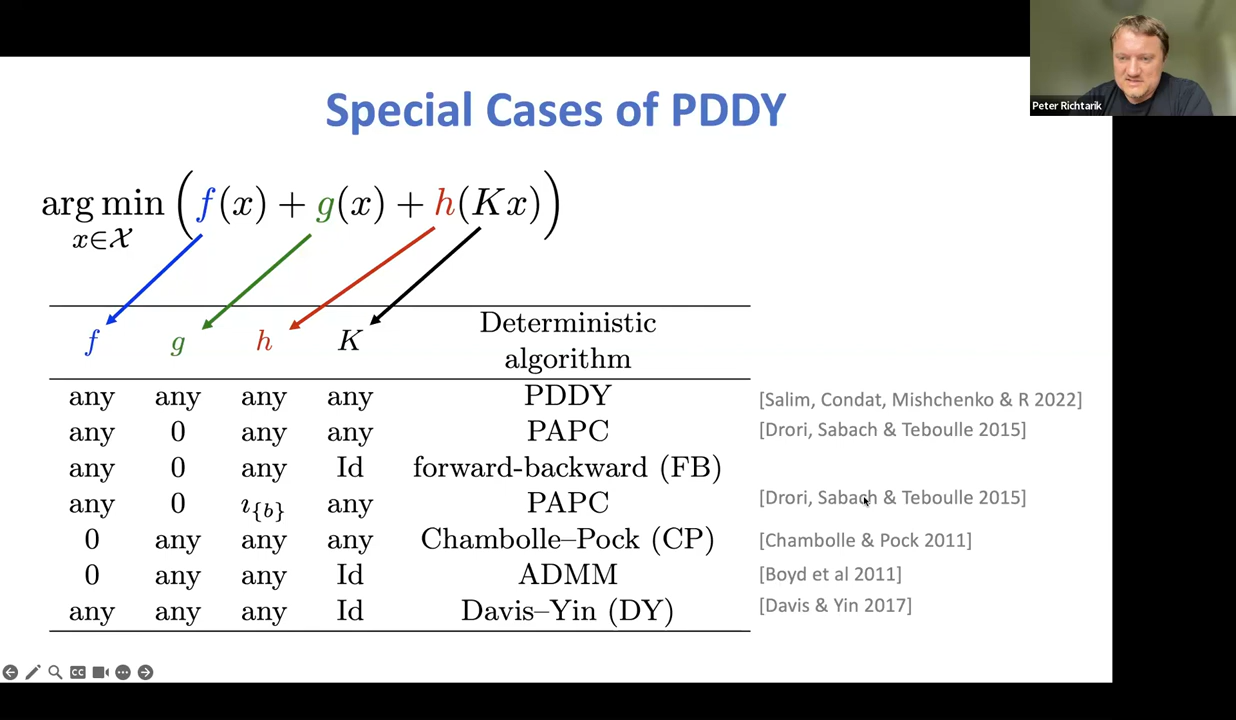 Peter Richtarik
Special Cases of PDDY
arg min (f(x) + g(x) + h(Kx))
x∈𝒳
f g h K Deterministic algorithm
any any any any PDDY [Salim, Condat, Mishchenko & R 2022]
any 0 any any PAPC [Drori, Sabach & Teboulle 2015]
any 0 any Id forward-backward (FB)
any 0 ı{b} any PAPC [Drori, Sabach & Teboulle 2015]
0 any any any Chambolle–Pock (CP) [Chambolle & Pock 2011]
0 any any Id ADMM [Boyd et al 2011]
any any any Id Davis–Yin (DY) [Davis & Yin 2017]
CC